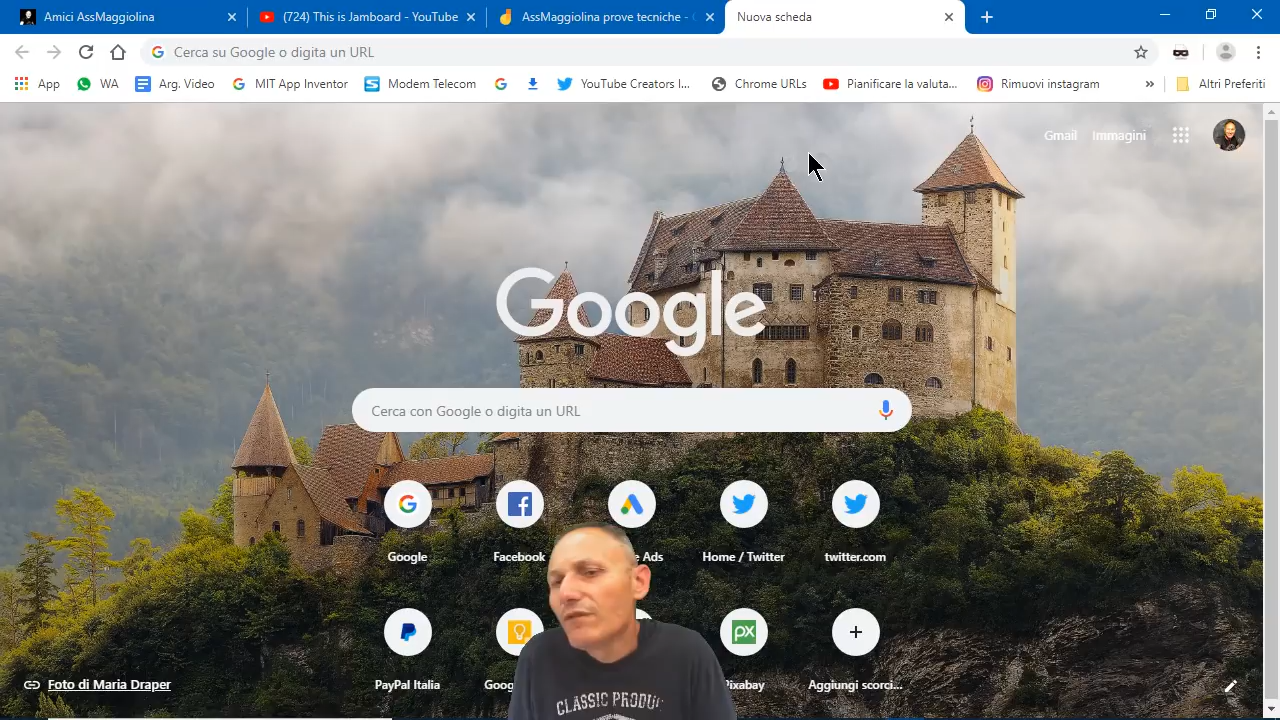 Amici AssMaggiolina
(724) This is Jamboard - YouTube
AssMaggiolina prove tecniche -
Nuova scheda
Cerca su Google o digita un URL
App
WA
Arg. Video
MIT App Inventor
Modem Telecom
YouTube Creators I...
Chrome URLs
Pianificare la valuta...
Rimuovi instagram
»
Altri Preferiti
Gmail
Immagini
Google
Cerca con Google o digita un URL
Google
Facebook
Ads
Home / Twitter
twitter.com
px
PayPal Italia
Goog
Pixabay
Aggiungi scorci...
Foto di Maria Draper
CLASSIC PRODUC